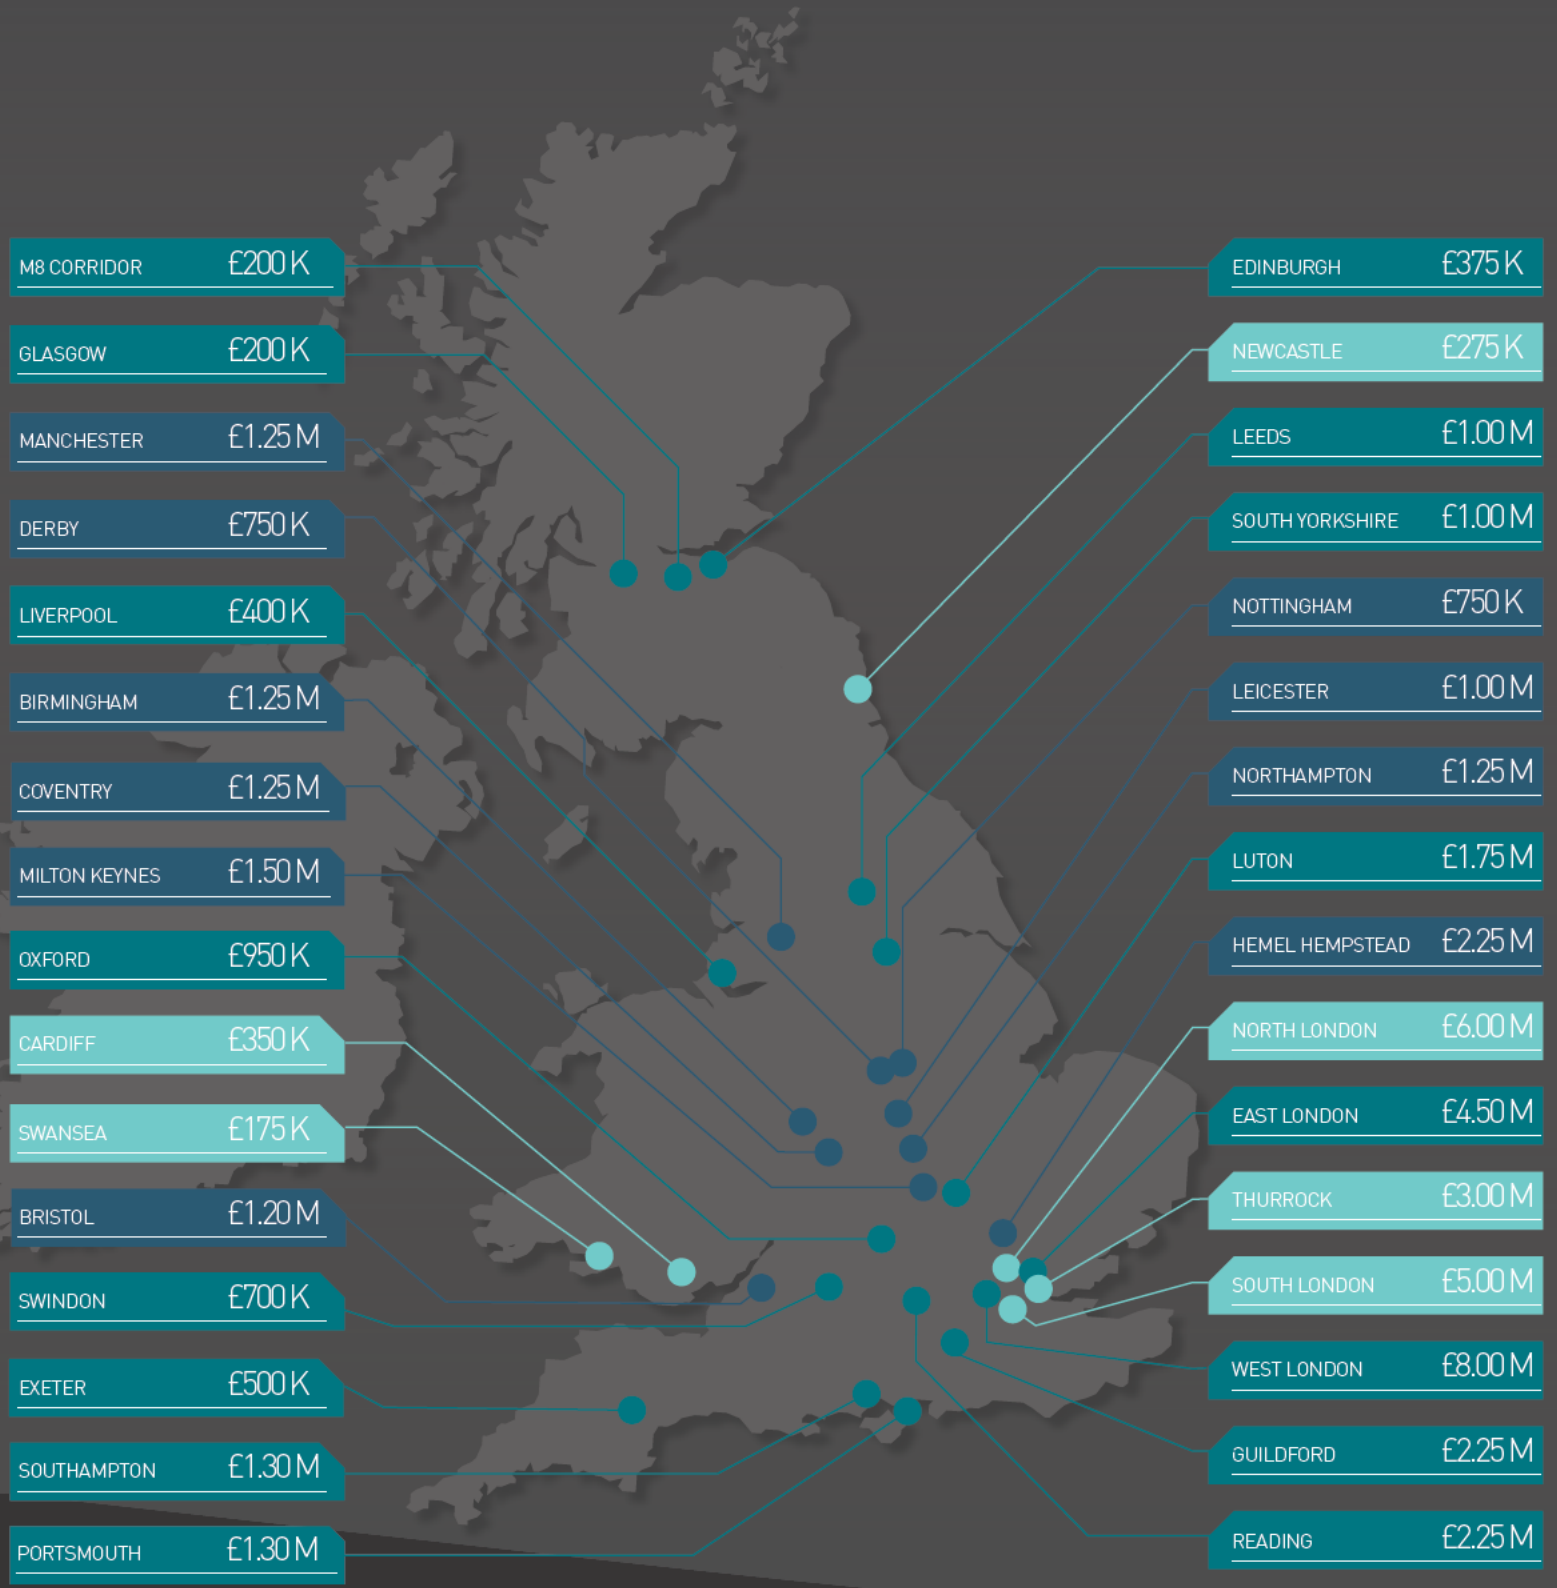 M8 CORRIDOR £200 K
GLASGOW £200 K
MANCHESTER £1.25 M
DERBY £750 K
LIVERPOOL £400 K
BIRMINGHAM £1.25 M
COVENTRY £1.25 M
MILTON KEYNES £1.50 M
OXFORD £950 K
CARDIFF £350 K
SWANSEA £175 K
BRISTOL £1.20 M
SWINDON £700 K
EXETER £500 K
SOUTHAMPTON £1.30 M
PORTSMOUTH £1.30 M
EDINBURGH £375 K
NEWCASTLE £275 K
LEEDS £1.00 M
SOUTH YORKSHIRE £1.00 M
NOTTINGHAM £750 K
LEICESTER £1.00 M
NORTHAMPTON £1.25 M
LUTON £1.75 M
HEMEL HEMPSTEAD £2.25 M
NORTH LONDON £6.00 M
EAST LONDON £4.50 M
THURROCK £3.00 M
SOUTH LONDON £5.00 M
WEST LONDON £8.00 M
GUILDFORD £2.25 M
READING £2.25 M